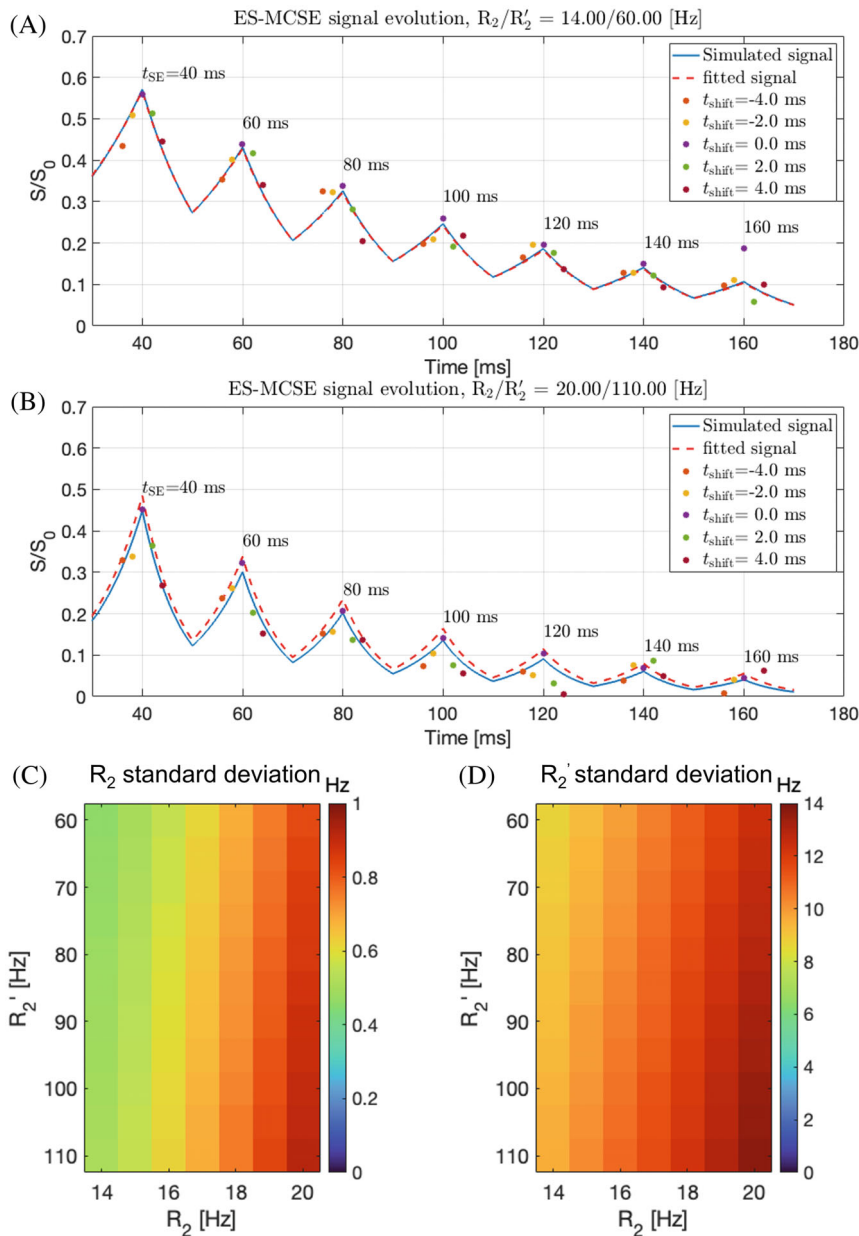 (A)
ES-MCSE signal evolution, R2/R2′ = 14.00/60.00 [Hz]
0.7
0.6
0.5
0.4
0.3
0.2
0.1
0
S/S0
tSE=40 ms
60 ms
80 ms
100 ms
120 ms
140 ms
160 ms
Simulated signal
fitted signal
tshift=-4.0 ms
tshift=-2.0 ms
tshift=0.0 ms
tshift=2.0 ms
tshift=4.0 ms
40 60 80 100 120 140 160 180
Time [ms]
(B)
ES-MCSE signal evolution, R2/R2′ = 20.00/110.00 [Hz]
0.7
0.6
0.5
0.4
0.3
0.2
0.1
0
S/S0
tSE=40 ms
60 ms
80 ms
100 ms
120 ms
140 ms
160 ms
Simulated signal
fitted signal
tshift=-4.0 ms
tshift=-2.0 ms
tshift=0.0 ms
tshift=2.0 ms
tshift=4.0 ms
40 60 80 100 120 140 160 180
Time [ms]
(C)
R2 standard deviation
Hz
60
70
80
90
100
110
R2' [Hz]
14 16 18 20
R2 [Hz]
1
0.8
0.6
0.4
0.2
0
(D)
R2' standard deviation
Hz
60
70
80
90
100
110
R2' [Hz]
14 16 18 20
R2 [Hz]
14
12
10
8
6
4
2
0